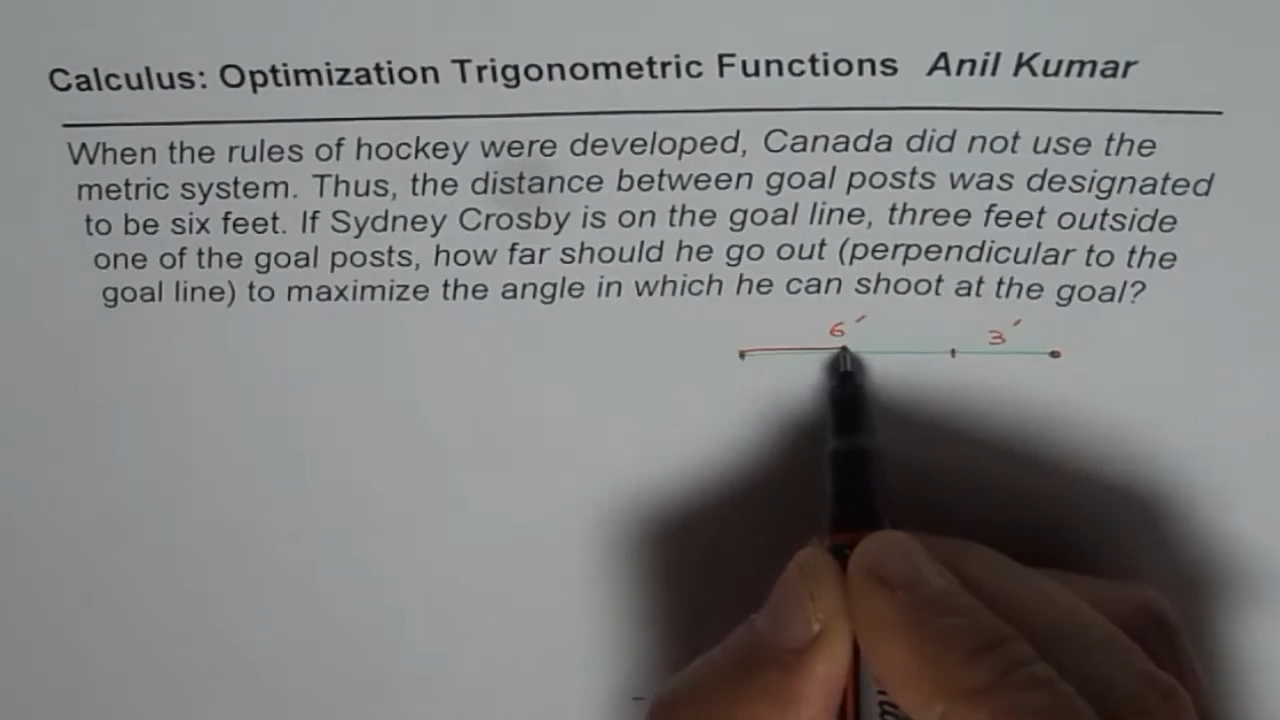 Calculus: Optimization Trigonometric Functions Anil Kumar
When the rules of hockey were developed, Canada did not use the
metric system. Thus, the distance between goal posts was designated
to be six feet. If Sydney Crosby is on the goal line, three feet outside
one of the goal posts, how far should he go out (perpendicular to the
goal line) to maximize the angle in which he can shoot at the goal?
6′ 3′